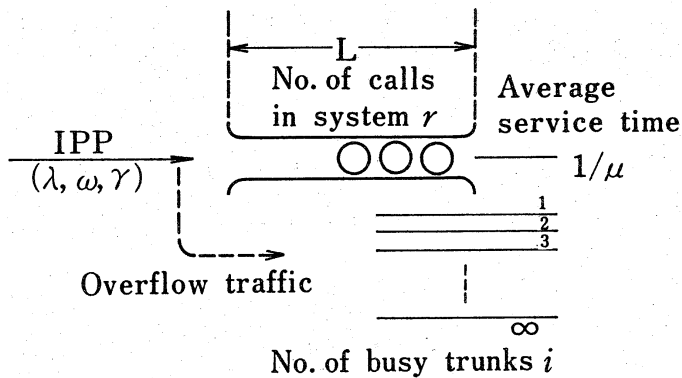 L
No. of calls
in system r
Average
service time
IPP
(λ, ω, γ)
1/μ
1
2
3
Overflow traffic
∞
No. of busy trunks i